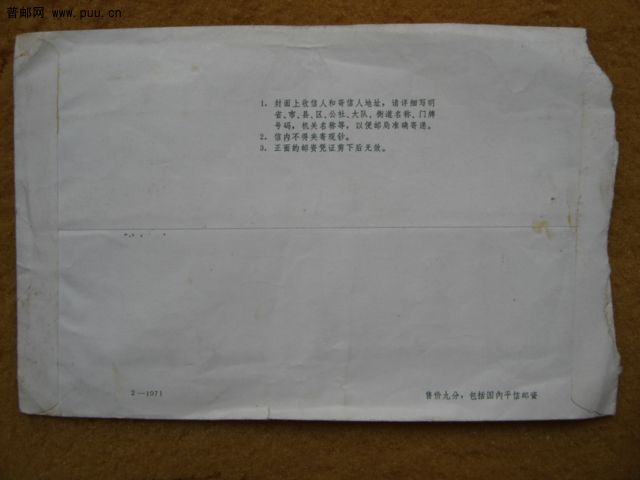 普邮网 www.puu.cn
1. 封面上收信人和寄信人地址，请详细写明
省、市、县、区、公社、大队、街道名称、门牌
号码，机关名称等，以便邮局准确寄递。
2. 信内不得夹寄现钞。
3. 正面的邮资凭证剪下后无效。
2—1971
售价九分，包括国内平信邮资